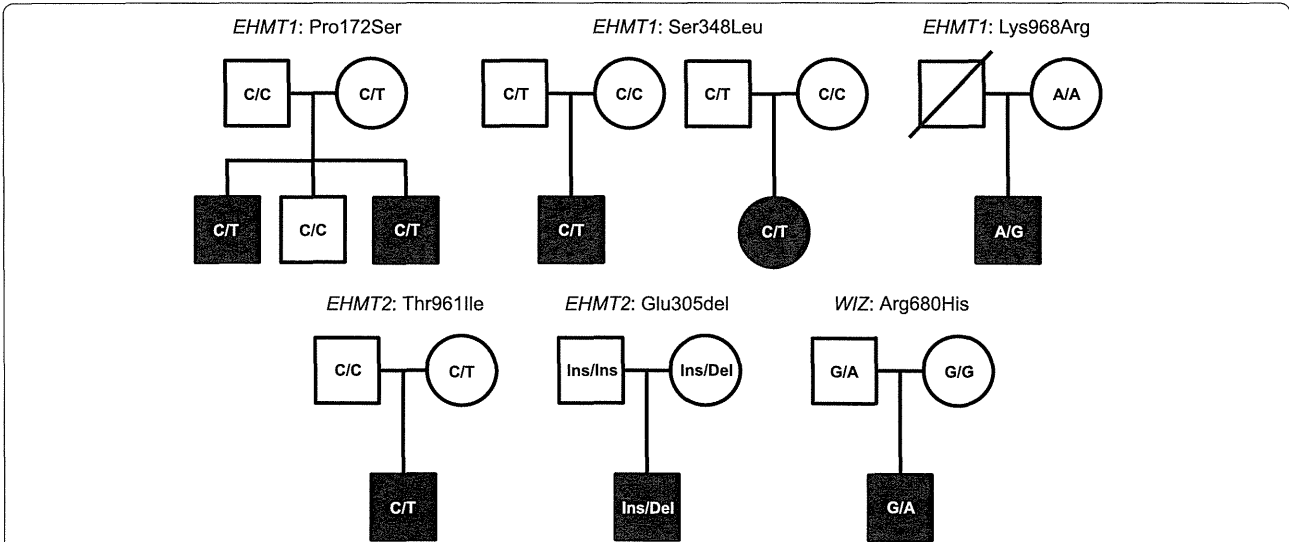 EHMT1: Pro172Ser EHMT1: Ser348Leu EHMT1: Lys968Arg
C/C C/T C/T C/C C/T C/C A/A
C/T C/C C/T C/T C/T A/G
EHMT2: Thr961Ile EHMT2: Glu305del WIZ: Arg680His
C/C C/T Ins/Ins Ins/Del G/A G/G
C/T Ins/Del G/A